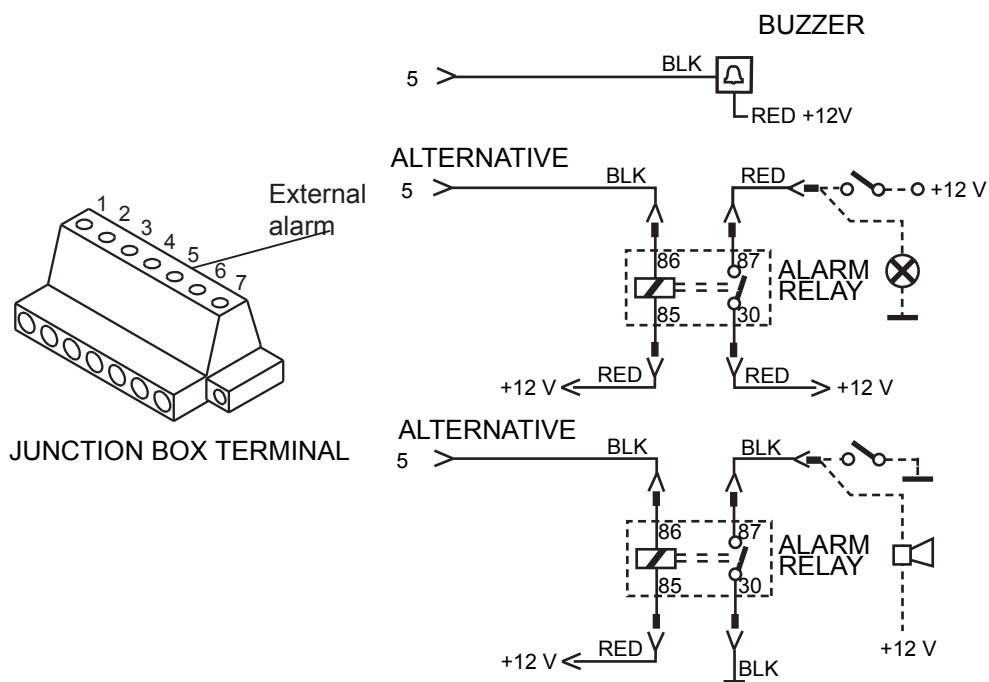 BUZZER
5 BLK
RED +12V
ALTERNATIVE
5 BLK RED +12 V
86 87
ALARM
RELAY
85 30
+12 V RED RED +12 V
External
alarm
1 2 3 4 5 6 7
JUNCTION BOX TERMINAL
ALTERNATIVE
5 BLK BLK
86 87
ALARM
RELAY
85 30
+12 V RED BLK +12 V